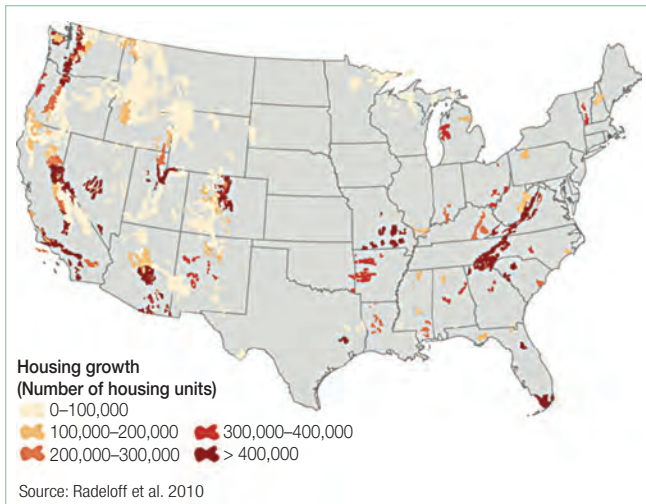 Housing growth
(Number of housing units)
0–100,000
100,000–200,000
200,000–300,000
300,000–400,000
> 400,000
Source: Radeloff et al. 2010